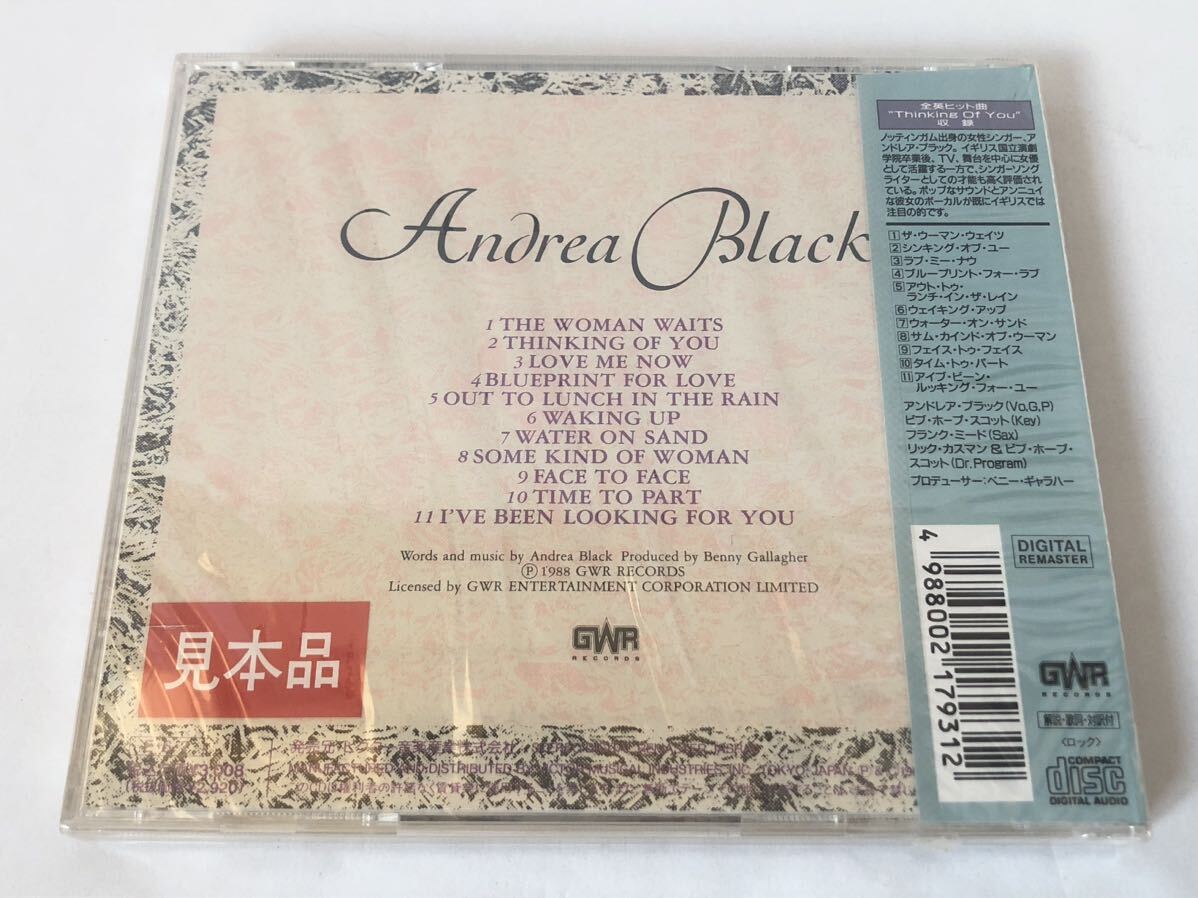 Andrea Black
1 THE WOMAN WAITS
2 THINKING OF YOU
3 LOVE ME NOW
4 BLUEPRINT FOR LOVE
5 OUT TO LUNCH IN THE RAIN
6 WAKING UP
7 WATER ON SAND
8 SOME KIND OF WOMAN
9 FACE TO FACE
10 TIME TO PART
11 I'VE BEEN LOOKING FOR YOU
Words and music by Andrea Black Produced by Benny Gallagher
Ⓟ 1988 GWR RECORDS
Licensed by GWR ENTERTAINMENT CORPORATION LIMITED
GWR
RECORDS
見本品
MANUFACTURED AND DISTRIBUTED BY VICTOR MUSICAL INDUSTRIES, INC. TOKYO, JAPAN
全英ヒット曲
"Thinking Of You"
収録
ノッティンガム出身の女性シンガー、ア
ンドレア・ブラック。イギリス国立演劇
学院卒業後、TV、舞台を中心に女優
として活躍する一方で、シンガーソング
ライターとしての才能も高く評価され
ている。ポップなサウンドとアンニュイ
な彼女のボーカルが既にイギリスでは
注目の的です。
1 ザ・ウーマン・ウェイツ
2 シンキング・オブ・ユー
3 ラブ・ミー・ナウ
4 ブループリント・フォー・ラブ
5 アウト・トゥ・
ランチ・イン・ザ・レイン
6 ウェイキング・アップ
7 ウォーター・オン・サンド
8 サム・カインド・オブ・ウーマン
9 フェイス・トゥ・フェイス
10 タイム・トゥ・パート
11 アイブ・ビーン・
ルッキング・フォー・ユー
アンドレア・ブラック(Vo,G,P)
ピブ・ホープ・スコット(Key)
フランク・ミード(Sax)
リック・カスマン & ピブ・ホープ・
スコット(Dr.Program)
プロデューサー:ベニー・ギャラハー
4 988002 179312
DIGITAL
REMASTER
GWR
RECORDS
解説・歌詞・対訳付
〈ロック〉
COMPACT
disc
DIGITAL AUDIO